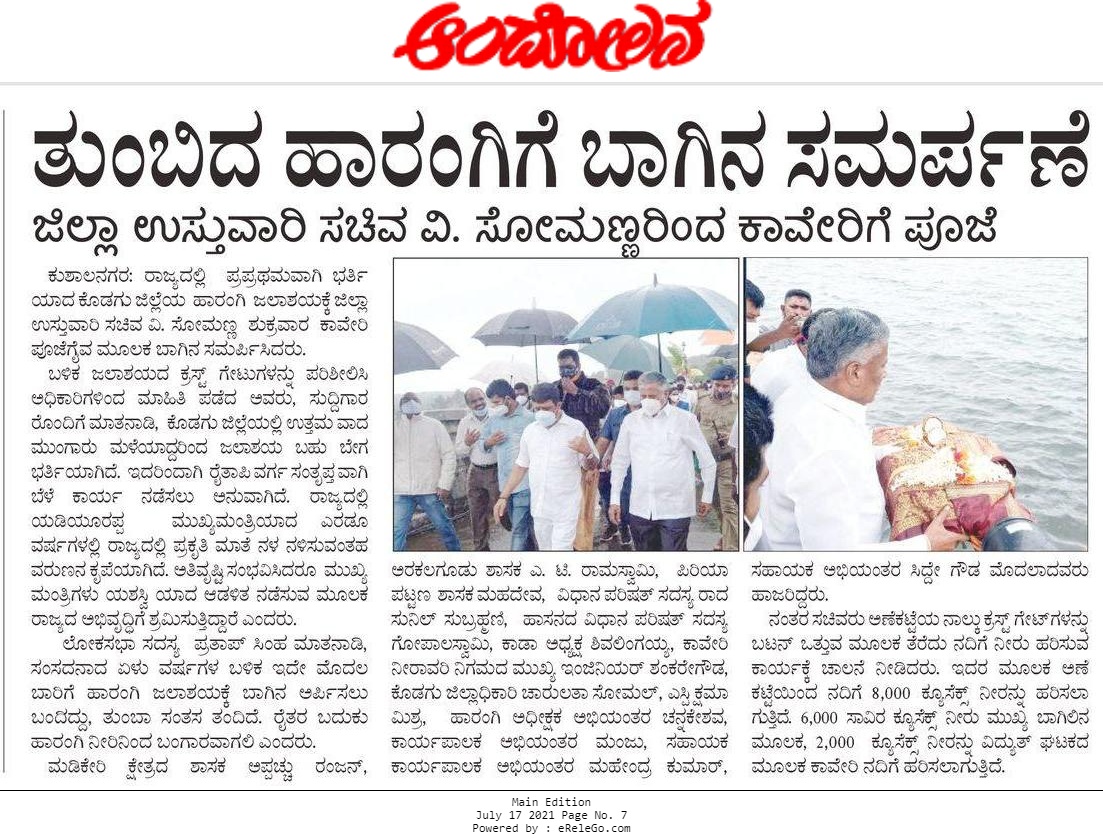 ಆಂದೋಲನ
ತುಂಬಿದ ಹಾರಂಗಿಗೆ ಬಾಗಿನ ಸಮರ್ಪಣೆ
ಜಿಲ್ಲಾ ಉಸ್ತುವಾರಿ ಸಚಿವ ವಿ. ಸೋಮಣ್ಣರಿಂದ ಕಾವೇರಿಗೆ ಪೂಜೆ
ಕುಶಾಲನಗರ: ರಾಜ್ಯದಲ್ಲಿ ಪ್ರಪ್ರಥಮವಾಗಿ ಭರ್ತಿ
ಯಾದ ಕೊಡಗು ಜಿಲ್ಲೆಯ ಹಾರಂಗಿ ಜಲಾಶಯಕ್ಕೆ ಜಿಲ್ಲಾ
ಉಸ್ತುವಾರಿ ಸಚಿವ ವಿ. ಸೋಮಣ್ಣ ಶುಕ್ರವಾರ ಕಾವೇರಿ
ಪೂಜೆಗೈವ ಮೂಲಕ ಬಾಗಿನ ಸಮರ್ಪಿಸಿದರು.
ಬಳಿಕ ಜಲಾಶಯದ ಕ್ರಸ್ಟ್ ಗೇಟುಗಳನ್ನು ಪರಿಶೀಲಿಸಿ
ಅಧಿಕಾರಿಗಳಿಂದ ಮಾಹಿತಿ ಪಡೆದ ಅವರು, ಸುದ್ದಿಗಾರ
ರೊಂದಿಗೆ ಮಾತನಾಡಿ, ಕೊಡಗು ಜಿಲ್ಲೆಯಲ್ಲಿ ಉತ್ತಮ ವಾದ
ಮುಂಗಾರು ಮಳೆಯಾದ್ದರಿಂದ ಜಲಾಶಯ ಬಹು ಬೇಗ
ಭರ್ತಿಯಾಗಿದೆ. ಇದರಿಂದಾಗಿ ರೈತಾಪಿ ವರ್ಗ ಸಂತೃಪ್ತವಾಗಿ
ಬೆಳೆ ಕಾರ್ಯ ನಡೆಸಲು ಅನುವಾಗಿದೆ. ರಾಜ್ಯದಲ್ಲಿ
ಯಡಿಯೂರಪ್ಪ ಮುಖ್ಯಮಂತ್ರಿಯಾದ ಎರಡೂ
ವರ್ಷಗಳಲ್ಲಿ ರಾಜ್ಯದಲ್ಲಿ ಪ್ರಕೃತಿ ಮಾತೆ ನಳ ನಳಿಸುವಂತಹ
ವರುಣನ ಕೃಪೆಯಾಗಿದೆ. ಅತಿವೃಷ್ಟಿ ಸಂಭವಿಸಿದರೂ ಮುಖ್ಯ
ಮಂತ್ರಿಗಳು ಯಶಸ್ವಿ ಯಾದ ಆಡಳಿತ ನಡೆಸುವ ಮೂಲಕ
ರಾಜ್ಯದ ಅಭಿವೃದ್ಧಿಗೆ ಶ್ರಮಿಸುತ್ತಿದ್ದಾರೆ ಎಂದರು.
ಲೋಕಸಭಾ ಸದಸ್ಯ ಪ್ರತಾಪ್ ಸಿಂಹ ಮಾತನಾಡಿ,
ಸಂಸದನಾದ ಏಳು ವರ್ಷಗಳ ಬಳಿಕ ಇದೇ ಮೊದಲ
ಬಾರಿಗೆ ಹಾರಂಗಿ ಜಲಾಶಯಕ್ಕೆ ಬಾಗಿನ ಅರ್ಪಿಸಲು
ಬಂದಿದ್ದು, ತುಂಬಾ ಸಂತಸ ತಂದಿದೆ. ರೈತರ ಬದುಕು
ಹಾರಂಗಿ ನೀರಿನಿಂದ ಬಂಗಾರವಾಗಲಿ ಎಂದರು.
ಮಡಿಕೇರಿ ಕ್ಷೇತ್ರದ ಶಾಸಕ ಅಪ್ಪಚ್ಚು ರಂಜನ್,
ಅರಕಲಗೂಡು ಶಾಸಕ ಎ. ಟಿ. ರಾಮಸ್ವಾಮಿ, ಪಿರಿಯಾ
ಪಟ್ಟಣ ಶಾಸಕ ಮಹದೇವ, ವಿಧಾನ ಪರಿಷತ್ ಸದಸ್ಯ ರಾದ
ಸುನಿಲ್ ಸುಬ್ರಹ್ಮಣಿ, ಹಾಸನದ ವಿಧಾನ ಪರಿಷತ್ ಸದಸ್ಯ
ಗೋಪಾಲಸ್ವಾಮಿ, ಕಾಡಾ ಅಧ್ಯಕ್ಷ ಶಿವಲಿಂಗಯ್ಯ, ಕಾವೇರಿ
ನೀರಾವರಿ ನಿಗಮದ ಮುಖ್ಯ ಇಂಜಿನಿಯರ್ ಶಂಕರೇಗೌಡ,
ಕೊಡಗು ಜಿಲ್ಲಾಧಿಕಾರಿ ಚಾರುಲತಾ ಸೋಮಲ್, ಎಸ್ಪಿ ಕ್ಷಮಾ
ಮಿಶ್ರ, ಹಾರಂಗಿ ಅಧೀಕ್ಷಕ ಅಭಿಯಂತರ ಚನ್ನಕೇಶವ,
ಕಾರ್ಯಪಾಲಕ ಅಭಿಯಂತರ ಮಂಜು, ಸಹಾಯಕ
ಕಾರ್ಯಪಾಲಕ ಅಭಿಯಂತರ ಮಹೇಂದ್ರ ಕುಮಾರ್,
ಸಹಾಯಕ ಅಭಿಯಂತರ ಸಿದ್ದೇ ಗೌಡ ಮೊದಲಾದವರು
ಹಾಜರಿದ್ದರು.
ನಂತರ ಸಚಿವರು ಅಣೆಕಟ್ಟೆಯ ನಾಲ್ಕು ಕ್ರಸ್ಟ್ ಗೇಟ್‌ಗಳನ್ನು
ಬಟನ್ ಒತ್ತುವ ಮೂಲಕ ತೆರೆದು ನದಿಗೆ ನೀರು ಹರಿಸುವ
ಕಾರ್ಯಕ್ಕೆ ಚಾಲನೆ ನೀಡಿದರು. ಇದರ ಮೂಲಕ ಅಣೆ
ಕಟ್ಟೆಯಿಂದ ನದಿಗೆ 8,000 ಕ್ಯೂಸೆಕ್ಸ್ ನೀರನ್ನು ಹರಿಸಲಾ
ಗುತ್ತಿದೆ. 6,000 ಸಾವಿರ ಕ್ಯೂಸೆಕ್ಸ್ ನೀರು ಮುಖ್ಯ ಬಾಗಿಲಿನ
ಮೂಲಕ, 2,000 ಕ್ಯೂಸೆಕ್ಸ್ ನೀರನ್ನು ವಿದ್ಯುತ್ ಘಟಕದ
ಮೂಲಕ ಕಾವೇರಿ ನದಿಗೆ ಹರಿಸಲಾಗುತ್ತಿದೆ.
Main Edition
July 17 2021 Page No. 7
Powered by : eReleGo.com